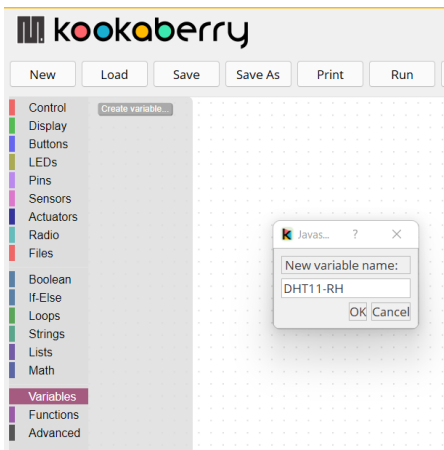 kookaberry
New Load Save Save As Print Run
Control
Create variable...
Display
Buttons
LEDs
Pins
Sensors
Actuators
Radio
Files
Boolean
If-Else
Loops
Strings
Lists
Math
Variables
Functions
Advanced
Javas... ?
New variable name:
DHT11-RH
OK Cancel